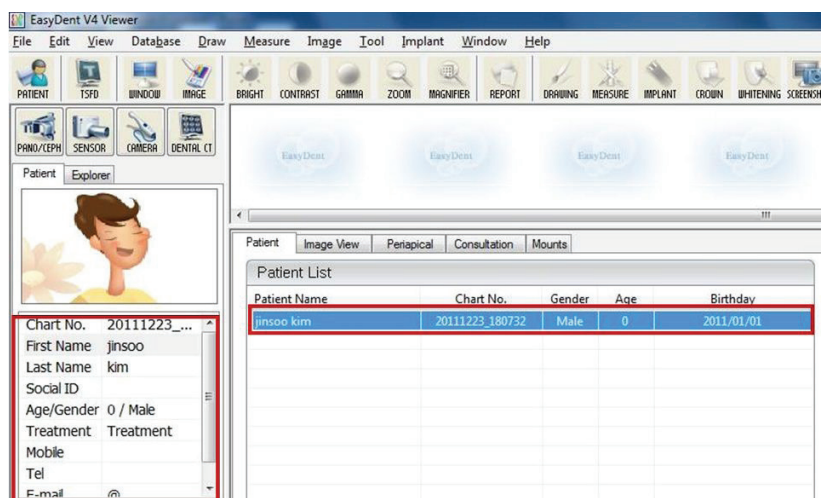 EasyDent V4 Viewer
File Edit View Database Draw Measure Image Tool Implant Window Help
PATIENT TSFD WINDOW IMAGE BRIGHT CONTRAST GAMMA ZOOM MAGNIFIER REPORT DRAWING MEASURE IMPLANT CROWN WHITENING SCREENSH
PANO/CEPH SENSOR CAMERA DENTAL CT
EasyDent EasyDent EasyDent EasyDent
Patient Explorer
Patient Image View Periapical Consultation Mounts
Patient List
Patient Name Chart No. Gender Age Birthday
jinsoo kim 20111223_180732 Male 0 2011/01/01
Chart No. 20111223_...
First Name jinsoo
Last Name kim
Social ID
Age/Gender 0 / Male
Treatment Treatment
Mobile
Tel
E-mail @